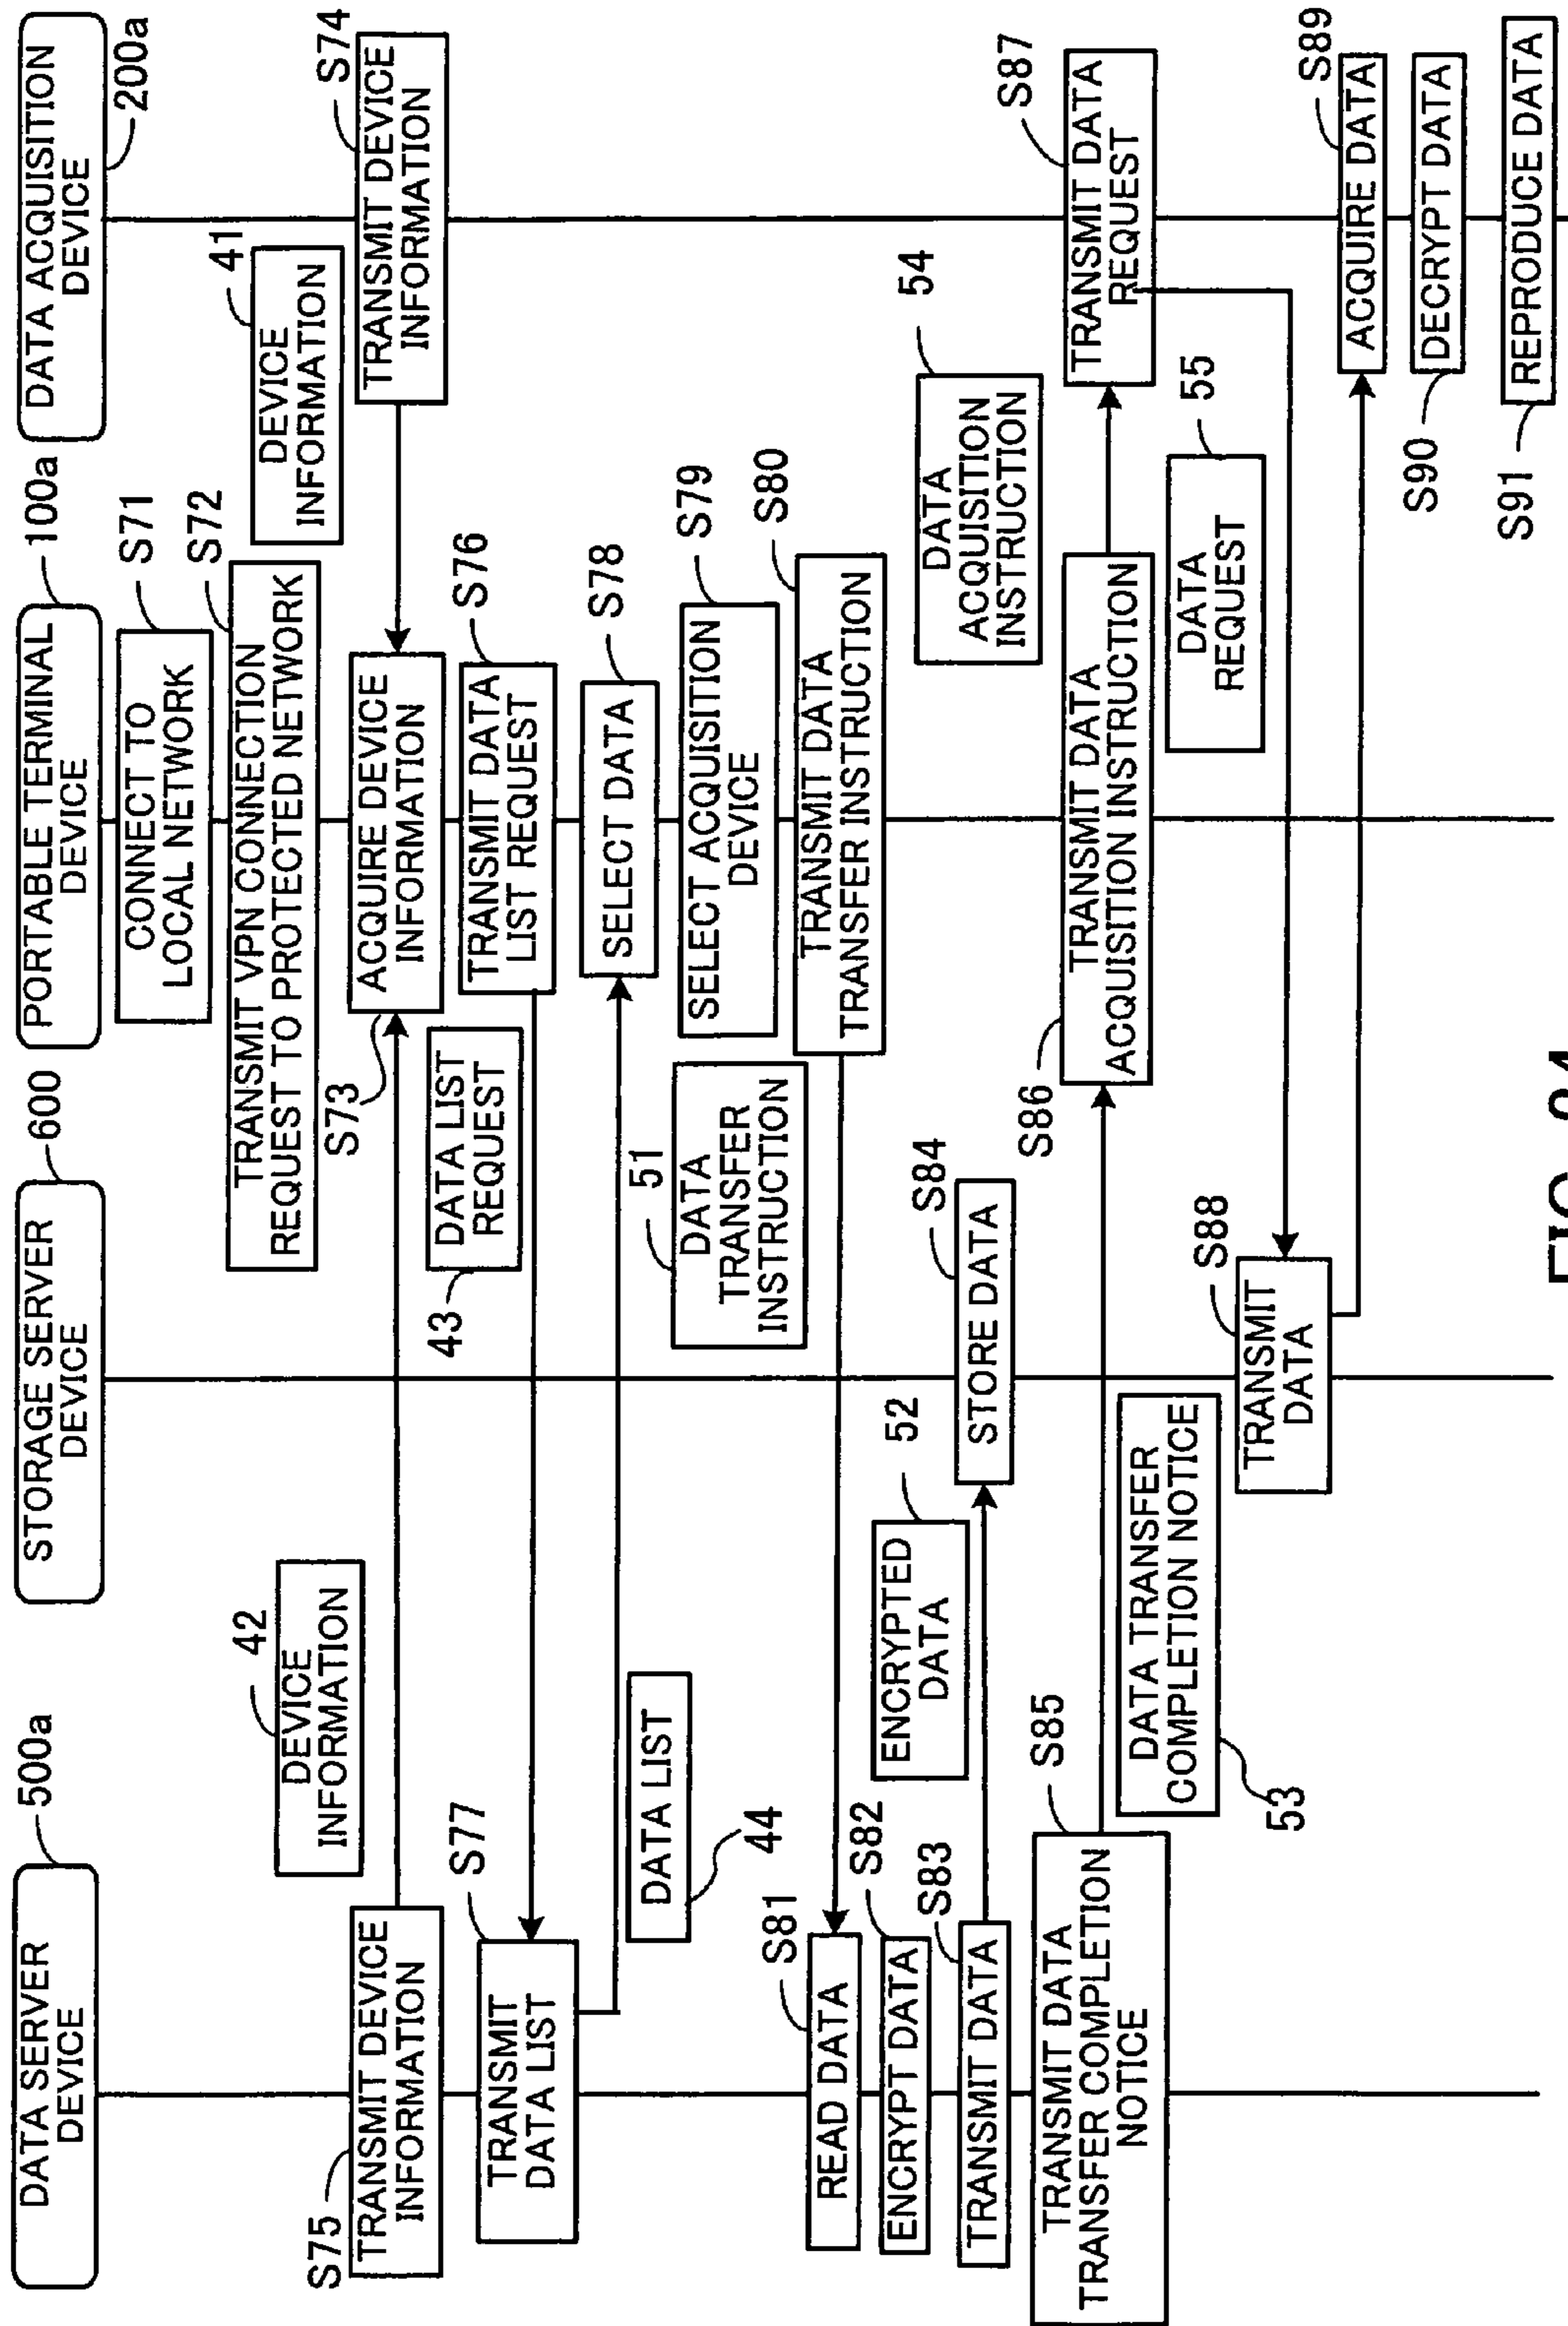 DATA SERVER
DEVICE
500a
STORAGE SERVER
DEVICE
600
PORTABLE TERMINAL
DEVICE
100a
DATA ACQUISITION
DEVICE
200a
CONNECT TO
LOCAL NETWORK
S71
TRANSMIT VPN CONNECTION
REQUEST TO PROTECTED NETWORK
S72
DEVICE
INFORMATION
42
DEVICE
INFORMATION
41
S75
TRANSMIT DEVICE
INFORMATION
S73
ACQUIRE DEVICE
INFORMATION
TRANSMIT DEVICE
INFORMATION
S74
DATA LIST
REQUEST
43
TRANSMIT DATA
LIST REQUEST
S76
TRANSMIT
DATA LIST
S77
DATA LIST
44
SELECT DATA
S78
SELECT ACQUISITION
DEVICE
S79
51
DATA
TRANSFER
INSTRUCTION
TRANSMIT DATA
TRANSFER INSTRUCTION
S80
READ DATA
S81
ENCRYPT DATA
S82
ENCRYPTED
DATA
52
TRANSMIT DATA
S83
STORE DATA
S84
DATA
ACQUISITION
INSTRUCTION
54
TRANSMIT DATA
TRANSFER COMPLETION
NOTICE
S85
S86
TRANSMIT DATA
ACQUISITION INSTRUCTION
TRANSMIT DATA
REQUEST
S87
DATA TRANSFER
COMPLETION NOTICE
53
DATA
REQUEST
55
TRANSMIT
DATA
S88
ACQUIRE DATA
S89
DECRYPT DATA
S90
REPRODUCE DATA
S91